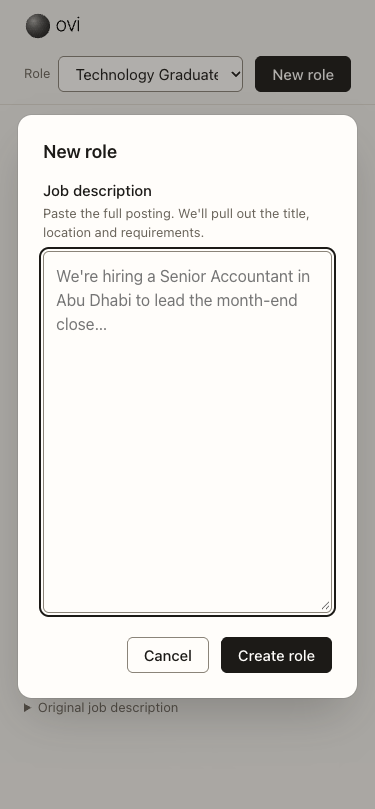 ovi
Role
Technology Graduate
New role
New role
Job description
Paste the full posting. We'll pull out the title,
location and requirements.
We're hiring a Senior Accountant in
Abu Dhabi to lead the month-end
close...
Cancel
Create role
Original job description